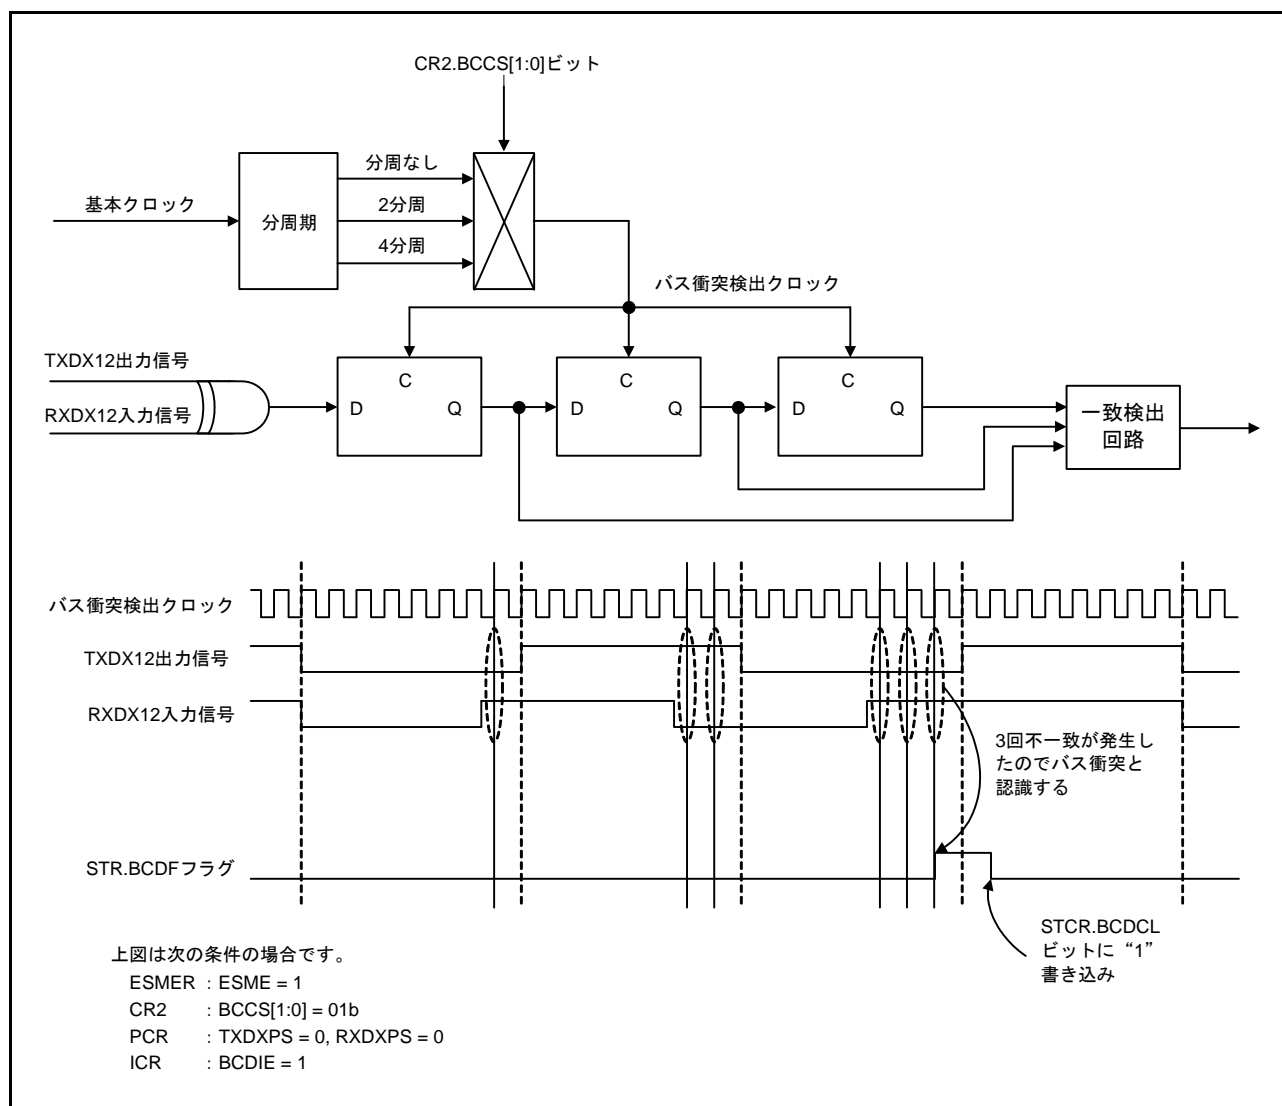 CR2.BCCS[1:0]ビット
分周なし
基本クロック
分周期
2分周
4分周
バス衝突検出クロック
TXDX12出力信号
RXDX12入力信号
C
D
Q
C
D
Q
C
D
Q
一致検出
回路
バス衝突検出クロック
TXDX12出力信号
RXDX12入力信号
3回不一致が発生し
たのでバス衝突と
認識する
STR.BCDFフラグ
STCR.BCDCL
ビットに“1”
書き込み
上図は次の条件の場合です。
ESMER : ESME = 1
CR2 : BCCS[1:0] = 01b
PCR : TXDXPS = 0, RXDXPS = 0
ICR : BCDIE = 1